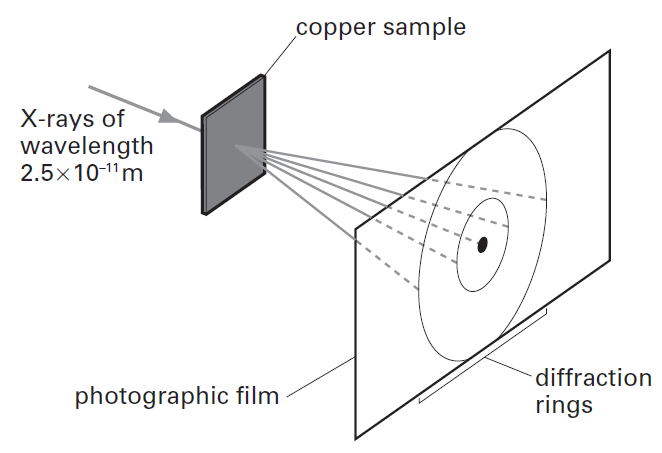 copper sample
X-rays of
wavelength
2.5×10⁻¹¹m
photographic film
diffraction
rings